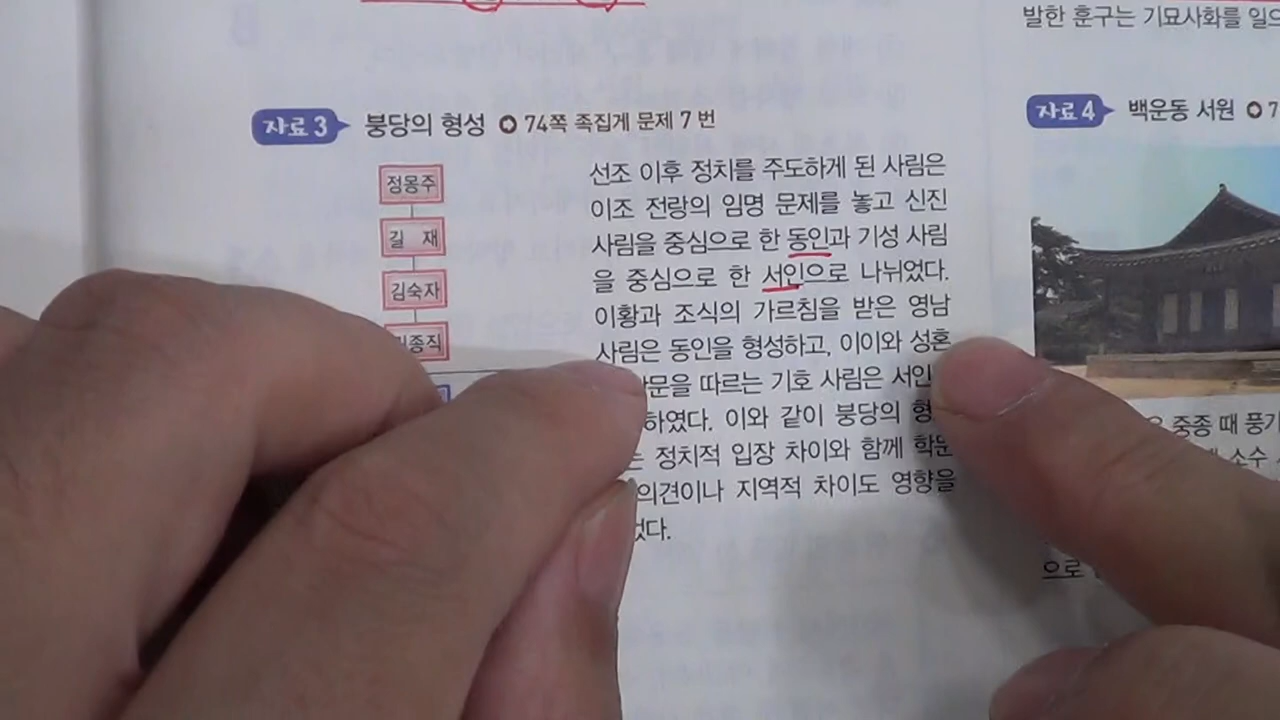 발한 훈구는 기묘사화를 일으
자료 3 붕당의 형성 74쪽 족집게 문제 7 번
정몽주
길 재
김숙자
선조 이후 정치를 주도하게 된 사림은
이조 전랑의 임명 문제를 놓고 신진
사림을 중심으로 한 동인과 기성 사림
을 중심으로 한 서인으로 나뉘었다.
이황과 조식의 가르침을 받은 영남
사림은 동인을 형성하고, 이이와 성혼
따르는 기호 사림은 서인
하였다. 이와 같이 붕당의
정치적 입장 차이와 함께 학문
의견이나 지역적 차이도 영향을
자료 4 백운동 서원 7
중종 때 풍기
소수
으로